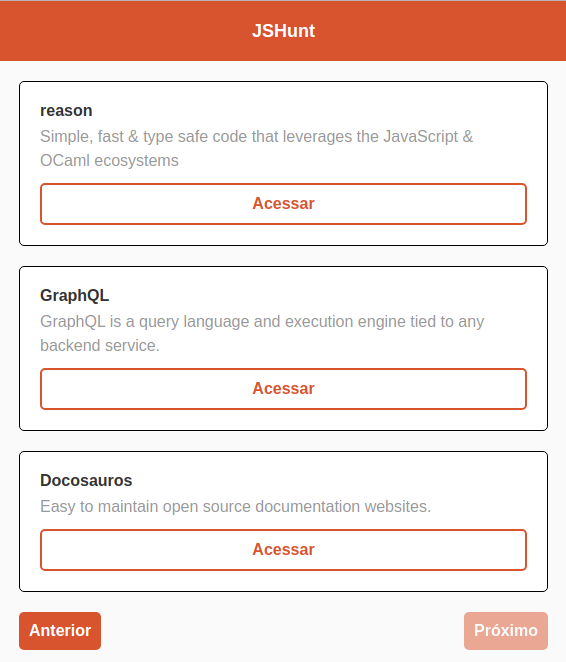 JSHunt
reason
Simple, fast & type safe code that leverages the JavaScript &
OCaml ecosystems
Acessar
GraphQL
GraphQL is a query language and execution engine tied to any
backend service.
Acessar
Docosauros
Easy to maintain open source documentation websites.
Acessar
Anterior
Próximo